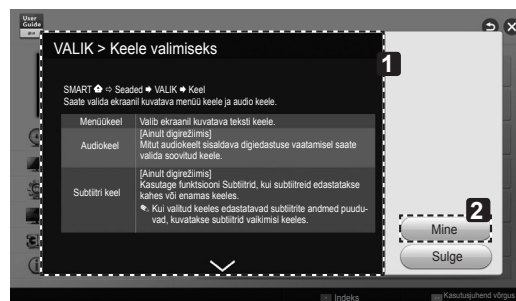 User
Guide
VALIK > Keele valimiseks
1
SMART ⇨ Seaded ➡ VALIK ➡ Keel
Saate valida ekraanil kuvatava menüü keele ja audio keele.
Menüükeel Valib ekraanil kuvatava teksti keele.
Audiokeel [Ainult digirežiimis]
Mitut audiokeelt sisaldava digiedastuse vaatamisel saate
valida soovitud keele.
Subtiitri keel [Ainult digirežiimis]
Kasutage funktsiooni Subtiitrid, kui subtiitreid edastatakse
kahes või enamas keeles.
Kui valitud keeles edastatavad subtiitrite andmed puudu-
vad, kuvatakse subtiitrid vaikimisi keeles.
2
Mine
Sulge
Indeks
Kasutusjuhend võrgus